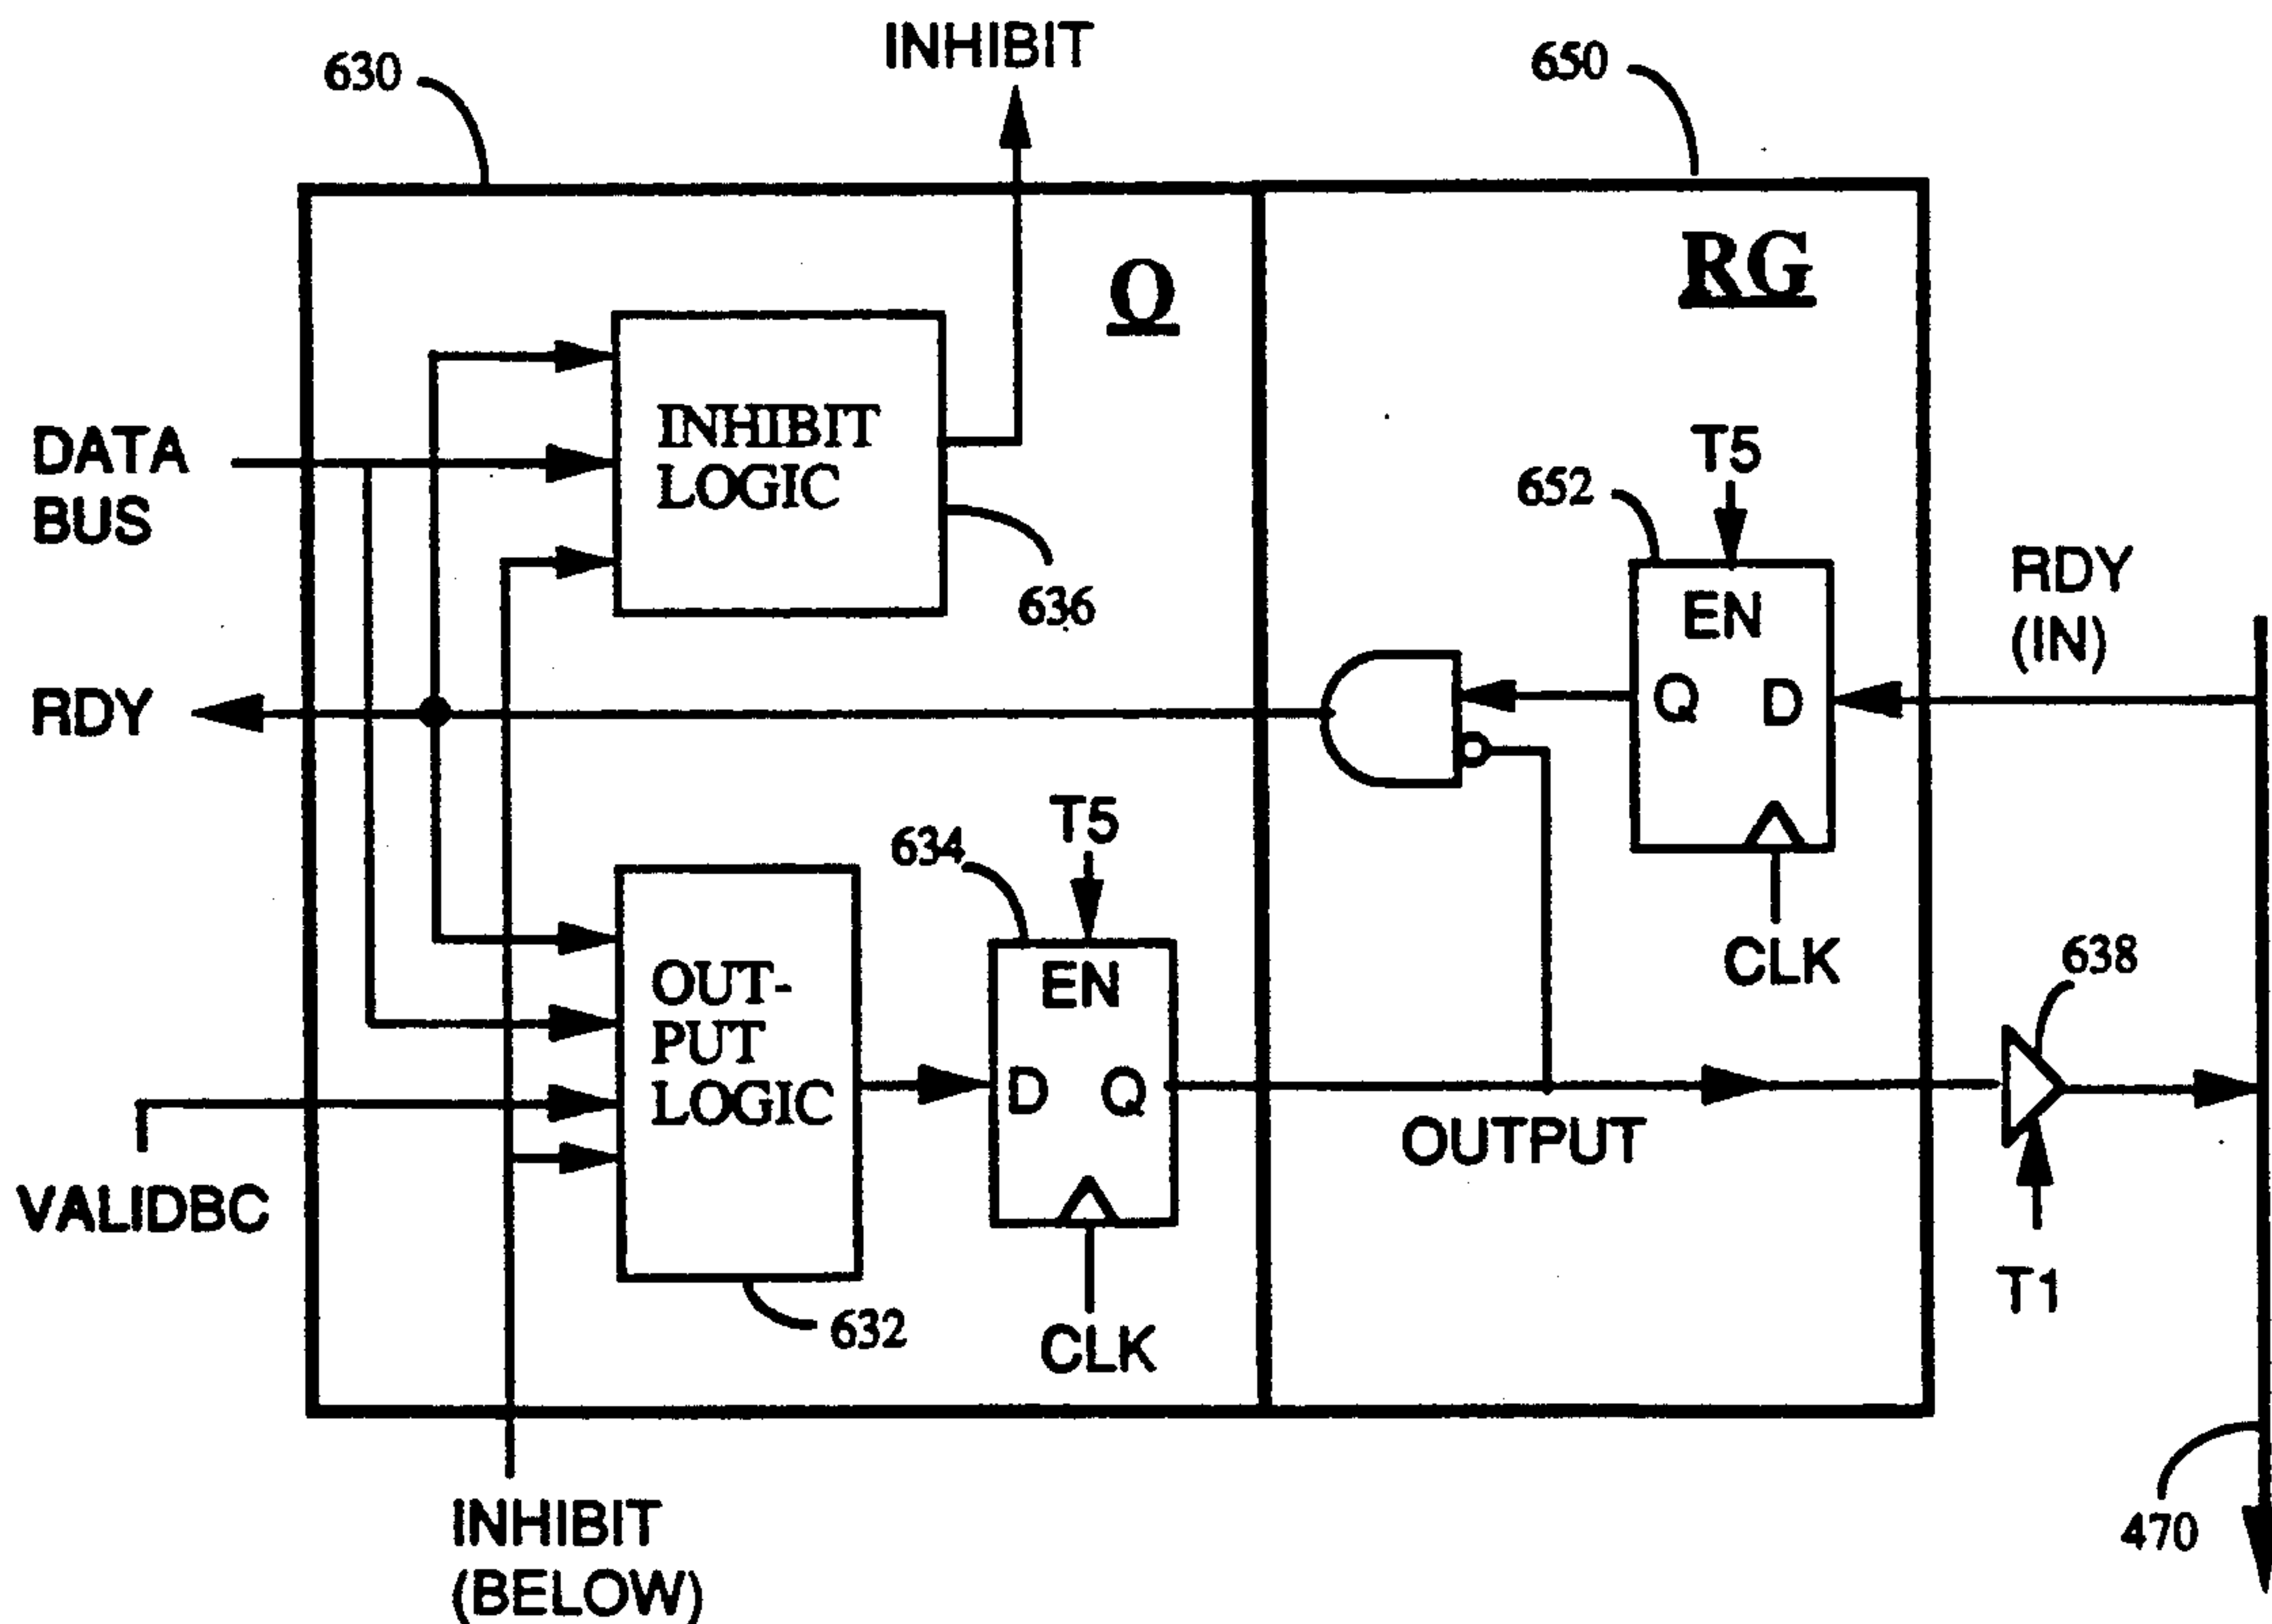 INHIBIT
630
650
O
RG
DATA
BUS
INHIBIT
LOGIC
636
T5
652
EN
Q D
CLK
RDY
(IN)
RDY
T5
634
EN
D Q
CLK
OUT-
PUT
LOGIC
632
VALIDBC
OUTPUT
638
T1
INHIBIT
(BELOW)
470